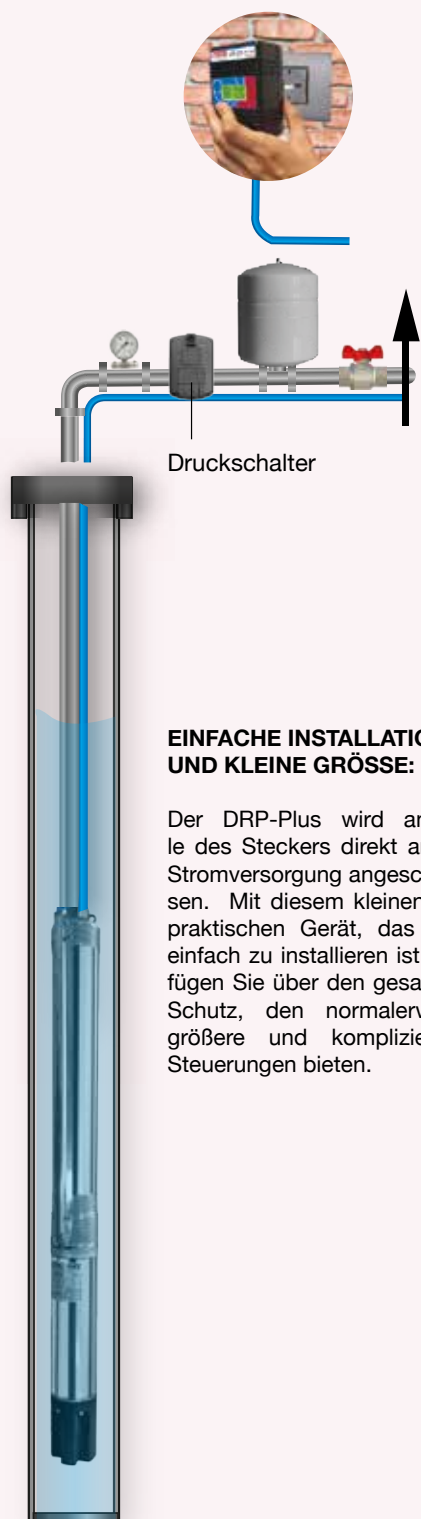 Druckschalter
EINFACHE INSTALLATIO
UND KLEINE GRÖSSE:
Der DRP-Plus wird an
le des Steckers direkt a
Stromversorgung angesc
sen. Mit diesem kleinen
praktischen Gerät, das
einfach zu installieren ist
fügen Sie über den gesa
Schutz, den normalerv
größere und komplizie
Steuerungen bieten.